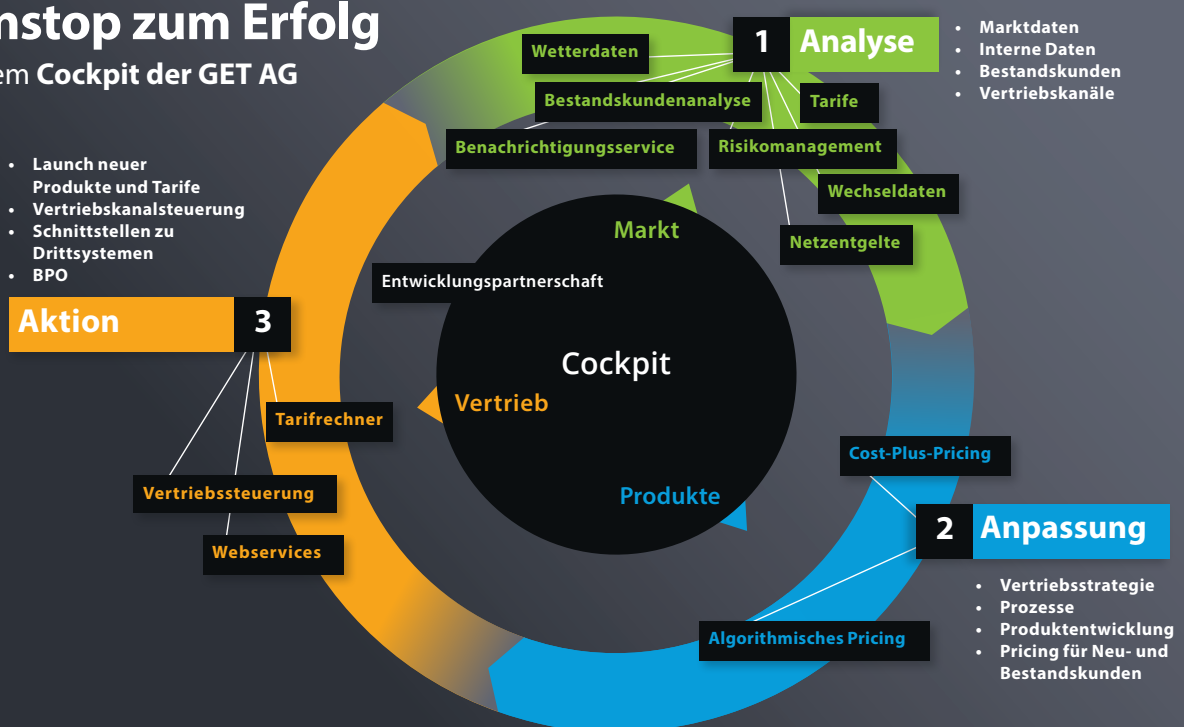 zum Erfolg
Cockpit der GET AG
1 Analyse
• Marktdaten
• Interne Daten
• Bestandskunden
• Vertriebskanäle
Wetterdaten
Bestandskundenanalyse
Tarife
Benachrichtigungsservice
Risikomanagement
Wechseldaten
Netzentgelte
• Launch neuer
Produkte und Tarife
• Vertriebskanalsteuerung
• Schnittstellen zu
Drittsystemen
• BPO
Aktion 3
Markt
Entwicklungspartnerschaft
Cockpit
Vertrieb
Produkte
Tarifrechner
Vertriebssteuerung
Webservices
Cost-Plus-Pricing
2 Anpassung
• Vertriebsstrategie
• Prozesse
• Produktentwicklung
• Pricing für Neu- und
Bestandskunden
Algorithmisches Pricing